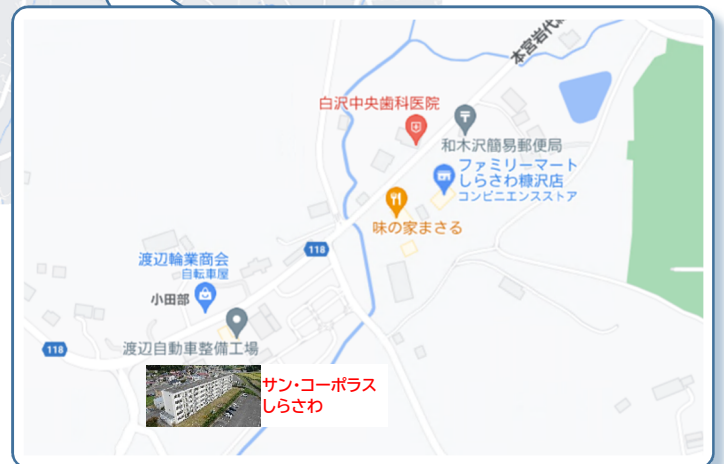 本宮岩代
白沢中央歯科医院
和木沢簡易郵便局
ファミリーマート
しらさわ糠沢店
コンビニエンスストア
味の家まさる
118
渡辺輪業商会
自転車屋
小田部
118
渡辺自動車整備工場
サン・コーポラス
しらさわ